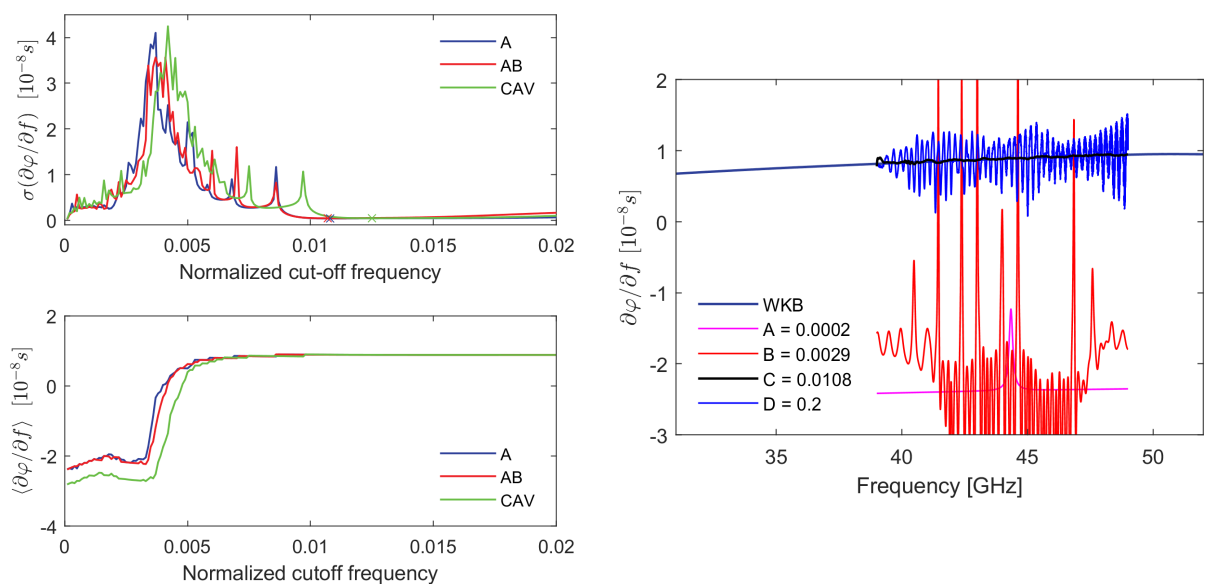 σ(∂φ/∂f) [10⁻⁸s]
4
3
2
1
0
A
AB
CAV
0 0.005 0.01 0.015 0.02
Normalized cut-off frequency
⟨∂φ/∂f⟩ [10⁻⁸s]
2
0
-2
-4
A
AB
CAV
0 0.005 0.01 0.015 0.02
Normalized cutoff frequency
∂φ/∂f [10⁻⁸s]
2
1
0
-1
-2
-3
WKB
A = 0.0002
B = 0.0029
C = 0.0108
D = 0.2
35 40 45 50
Frequency [GHz]